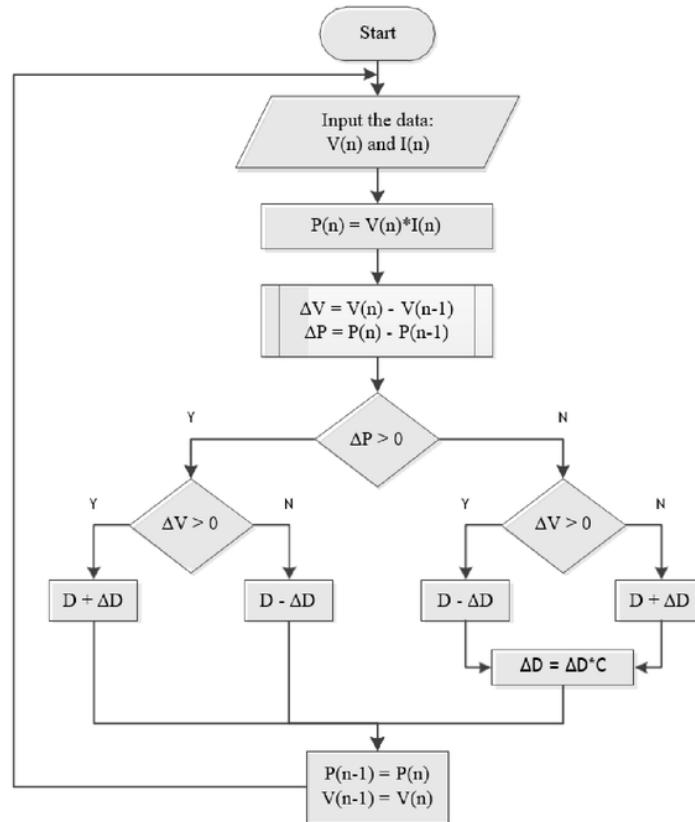 Start
Input the data:
V(n) and I(n)
P(n) = V(n)*I(n)
ΔV = V(n) - V(n-1)
ΔP = P(n) - P(n-1)
Y
ΔP > 0
N
Y
ΔV > 0
N
Y
ΔV > 0
N
D + ΔD
D - ΔD
D - ΔD
D + ΔD
ΔD = ΔD*C
P(n-1) = P(n)
V(n-1) = V(n)